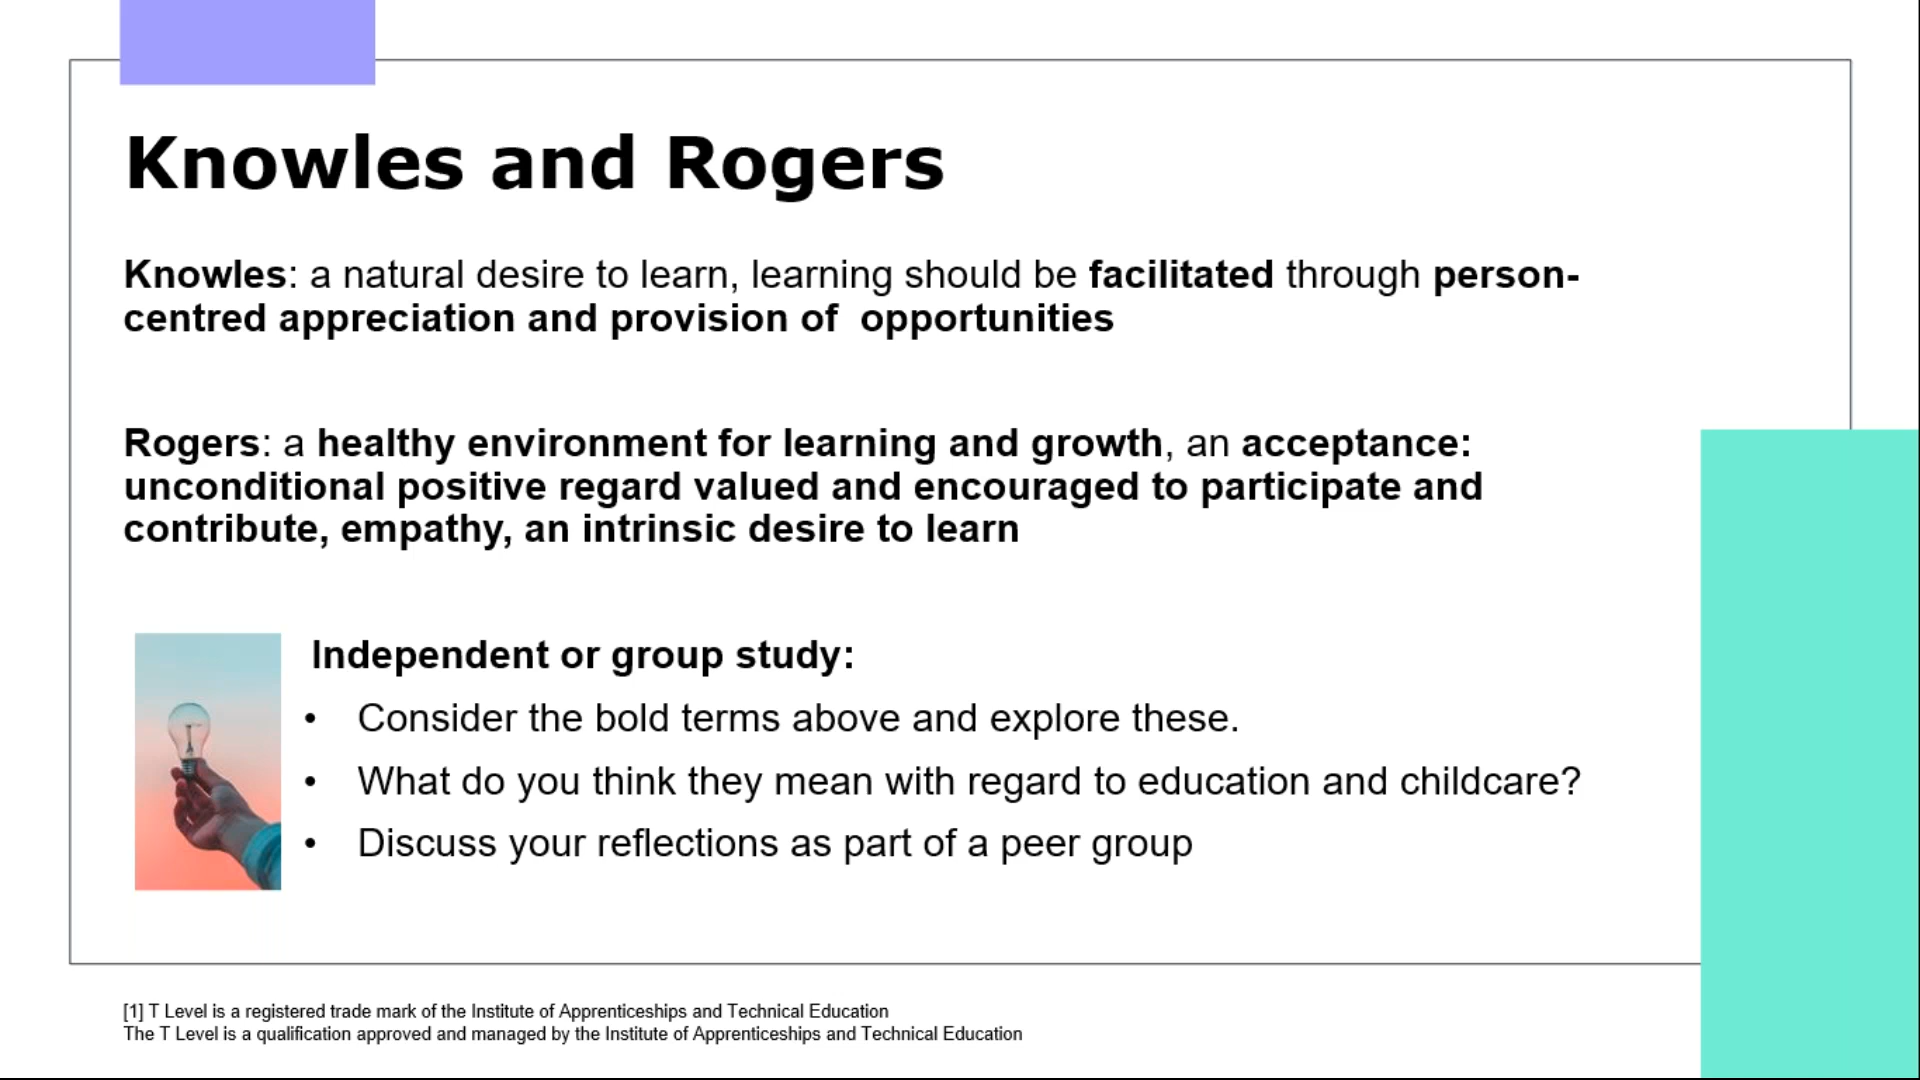 Knowles and Rogers
Knowles: a natural desire to learn, learning should be facilitated through person-
centred appreciation and provision of  opportunities
Rogers: a healthy environment for learning and growth, an acceptance:
unconditional positive regard valued and encouraged to participate and
contribute, empathy, an intrinsic desire to learn
Independent or group study:
• Consider the bold terms above and explore these.
• What do you think they mean with regard to education and childcare?
• Discuss your reflections as part of a peer group
[1] T Level is a registered trade mark of the Institute of Apprenticeships and Technical Education
The T Level is a qualification approved and managed by the Institute of Apprenticeships and Technical Education